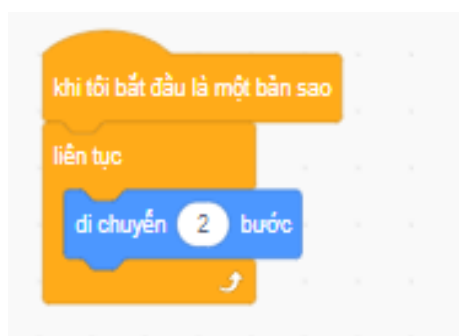 khi tôi bắt đầu là một bản sao
liên tục
di chuyển 2 bước